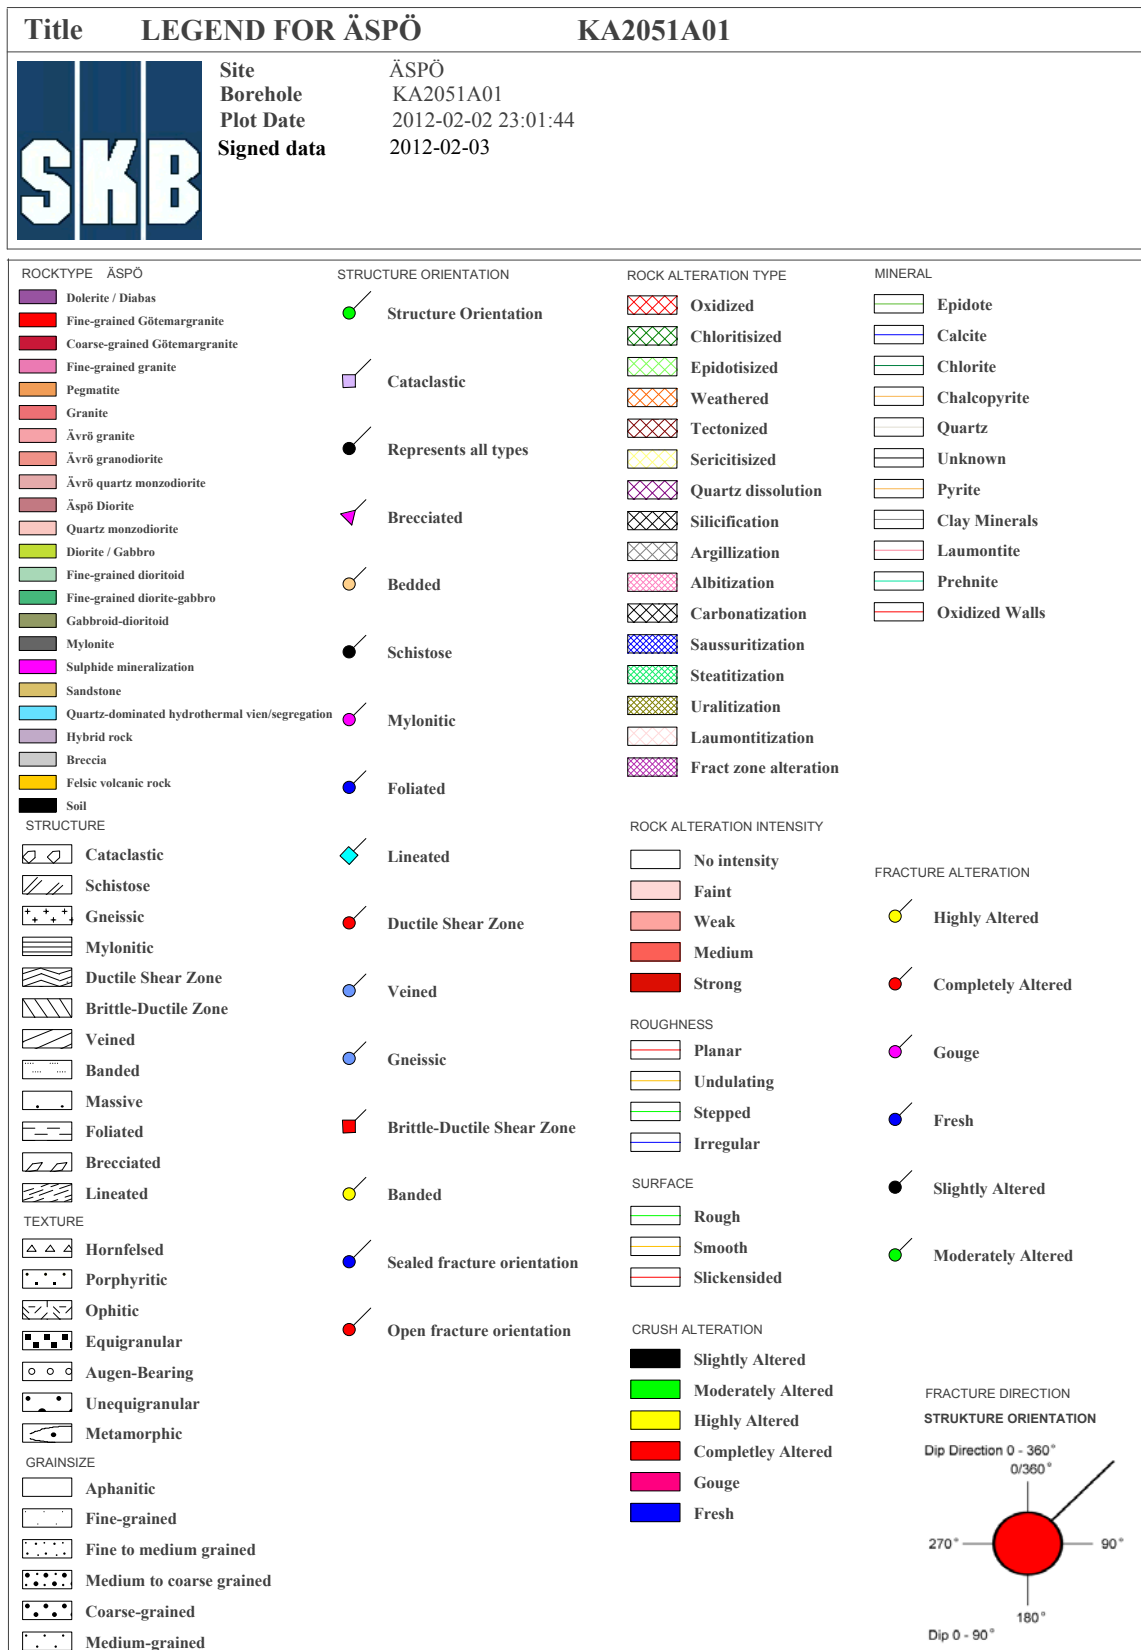 Title LEGEND FOR ÄSPÖ KA2051A01
SKB
Site ÄSPÖ
Borehole KA2051A01
Plot Date 2012-02-02 23:01:44
Signed data 2012-02-03
ROCKTYPE ÄSPÖ
Dolerite / Diabas
Fine-grained Götemargranite
Coarse-grained Götemargranite
Fine-grained granite
Pegmatite
Granite
Ävrö granite
Ävrö granodiorite
Ävrö quartz monzodiorite
Äspö Diorite
Quartz monzodiorite
Diorite / Gabbro
Fine-grained dioritoid
Fine-grained diorite-gabbro
Gabbroid-dioritoid
Mylonite
Sulphide mineralization
Sandstone
Quartz-dominated hydrothermal vien/segregation
Hybrid rock
Breccia
Felsic volcanic rock
Soil
STRUCTURE
Cataclastic
Schistose
Gneissic
Mylonitic
Ductile Shear Zone
Brittle-Ductile Zone
Veined
Banded
Massive
Foliated
Brecciated
Lineated
TEXTURE
Hornfelsed
Porphyritic
Ophitic
Equigranular
Augen-Bearing
Unequigranular
Metamorphic
GRAINSIZE
Aphanitic
Fine-grained
Fine to medium grained
Medium to coarse grained
Coarse-grained
Medium-grained
STRUCTURE ORIENTATION
Structure Orientation
Cataclastic
Represents all types
Brecciated
Bedded
Schistose
Mylonitic
Foliated
Lineated
Ductile Shear Zone
Veined
Gneissic
Brittle-Ductile Shear Zone
Banded
Sealed fracture orientation
Open fracture orientation
ROCK ALTERATION TYPE
Oxidized
Chloritisized
Epidotisized
Weathered
Tectonized
Sericitisized
Quartz dissolution
Silicification
Argillization
Albitization
Carbonatization
Saussuritization
Steatitization
Uralitization
Laumontitization
Fract zone alteration
ROCK ALTERATION INTENSITY
No intensity
Faint
Weak
Medium
Strong
ROUGHNESS
Planar
Undulating
Stepped
Irregular
SURFACE
Rough
Smooth
Slickensided
CRUSH ALTERATION
Slightly Altered
Moderately Altered
Highly Altered
Completley Altered
Gouge
Fresh
MINERAL
Epidote
Calcite
Chlorite
Chalcopyrite
Quartz
Unknown
Pyrite
Clay Minerals
Laumontite
Prehnite
Oxidized Walls
FRACTURE ALTERATION
Highly Altered
Completely Altered
Gouge
Fresh
Slightly Altered
Moderately Altered
FRACTURE DIRECTION
STRUKTURE ORIENTATION
Dip Direction 0 - 360°
0/360°
270° 90°
180°
Dip 0 - 90°